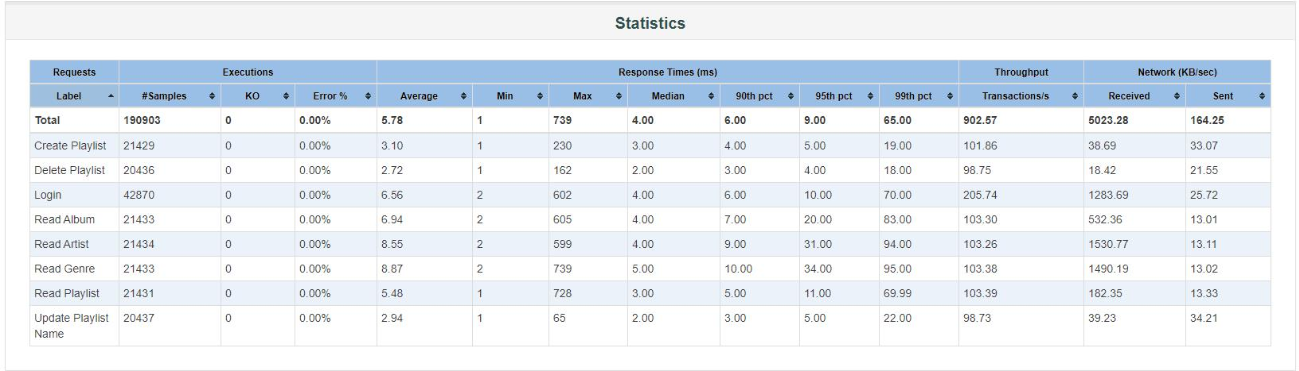 Statistics
Requests Executions Response Times (ms) Throughput Network (KB/sec)
Label #Samples KO Error % Average Min Max Median 90th pct 95th pct 99th pct Transactions/s Received Sent
Total 190903 0 0.00% 5.78 1 739 4.00 6.00 9.00 65.00 902.57 5023.28 164.25
Create Playlist 21429 0 0.00% 3.10 1 230 3.00 4.00 5.00 19.00 101.86 38.69 33.07
Delete Playlist 20436 0 0.00% 2.72 1 162 2.00 3.00 4.00 18.00 98.75 18.42 21.55
Login 42870 0 0.00% 6.56 2 602 4.00 6.00 10.00 70.00 205.74 1283.69 25.72
Read Album 21433 0 0.00% 6.94 2 605 4.00 7.00 20.00 83.00 103.30 532.36 13.01
Read Artist 21434 0 0.00% 8.55 2 599 4.00 9.00 31.00 94.00 103.26 1530.77 13.11
Read Genre 21433 0 0.00% 8.87 2 739 5.00 10.00 34.00 95.00 103.38 1490.19 13.02
Read Playlist 21431 0 0.00% 5.48 1 728 3.00 5.00 11.00 69.99 103.39 182.35 13.33
Update Playlist 20437 0 0.00% 2.94 1 65 2.00 3.00 5.00 22.00 98.73 39.23 34.21
Name